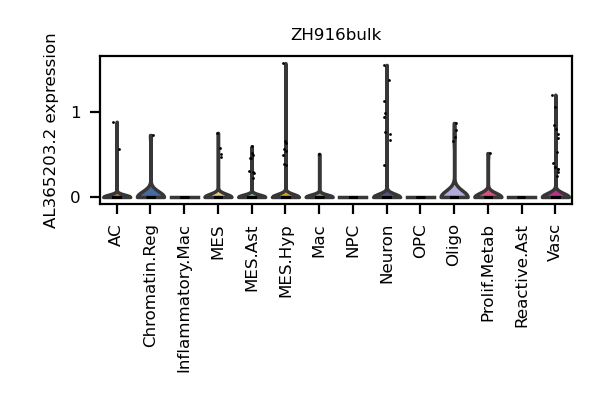 ZH916bulk
AL365203.2 expression
1
0
AC
Chromatin.Reg
Inflammatory.Mac
MES
MES.Ast
MES.Hyp
Mac
NPC
Neuron
OPC
Oligo
Prolif.Metab
Reactive.Ast
Vasc